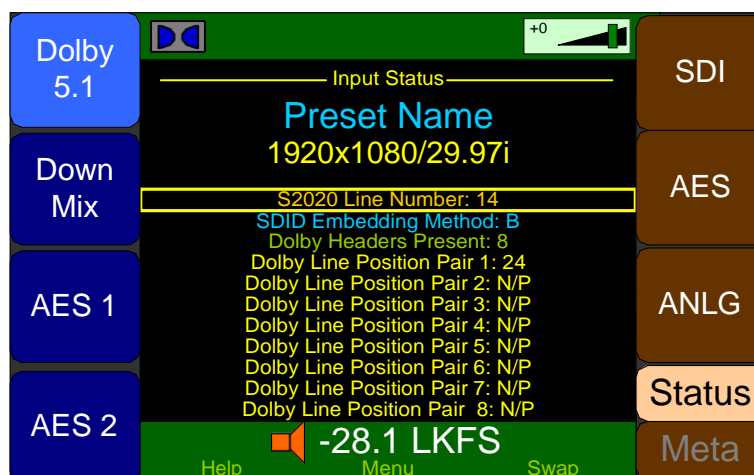 Dolby
5.1
Down
Mix
AES 1
AES 2
+0
Input Status
Preset Name
1920x1080/29.97i
S2020 Line Number: 14
SDID Embedding Method: B
Dolby Headers Present: 8
Dolby Line Position Pair 1: 24
Dolby Line Position Pair 2: N/P
Dolby Line Position Pair 3: N/P
Dolby Line Position Pair 4: N/P
Dolby Line Position Pair 5: N/P
Dolby Line Position Pair 6: N/P
Dolby Line Position Pair 7: N/P
Dolby Line Position Pair 8: N/P
-28.1 LKFS
Help Menu Swap
SDI
AES
ANLG
Status
Meta